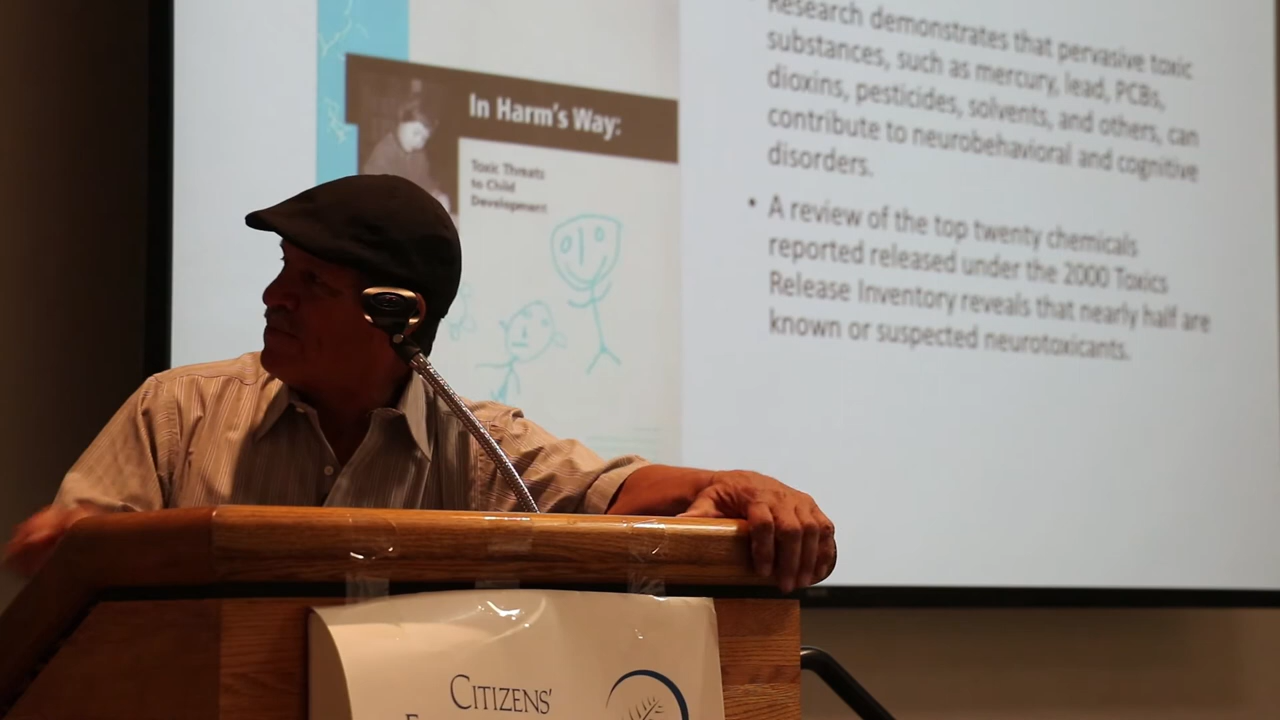 In Harm's Way:
Toxic Threats
to Child
Development
Research demonstrates that pervasive toxic
substances, such as mercury, lead, PCBs,
dioxins, pesticides, solvents, and others, can
contribute to neurobehavioral and cognitive
disorders.
• A review of the top twenty chemicals
reported released under the 2000 Toxics
Release Inventory reveals that nearly half are
known or suspected neurotoxicants.
CITIZENS'